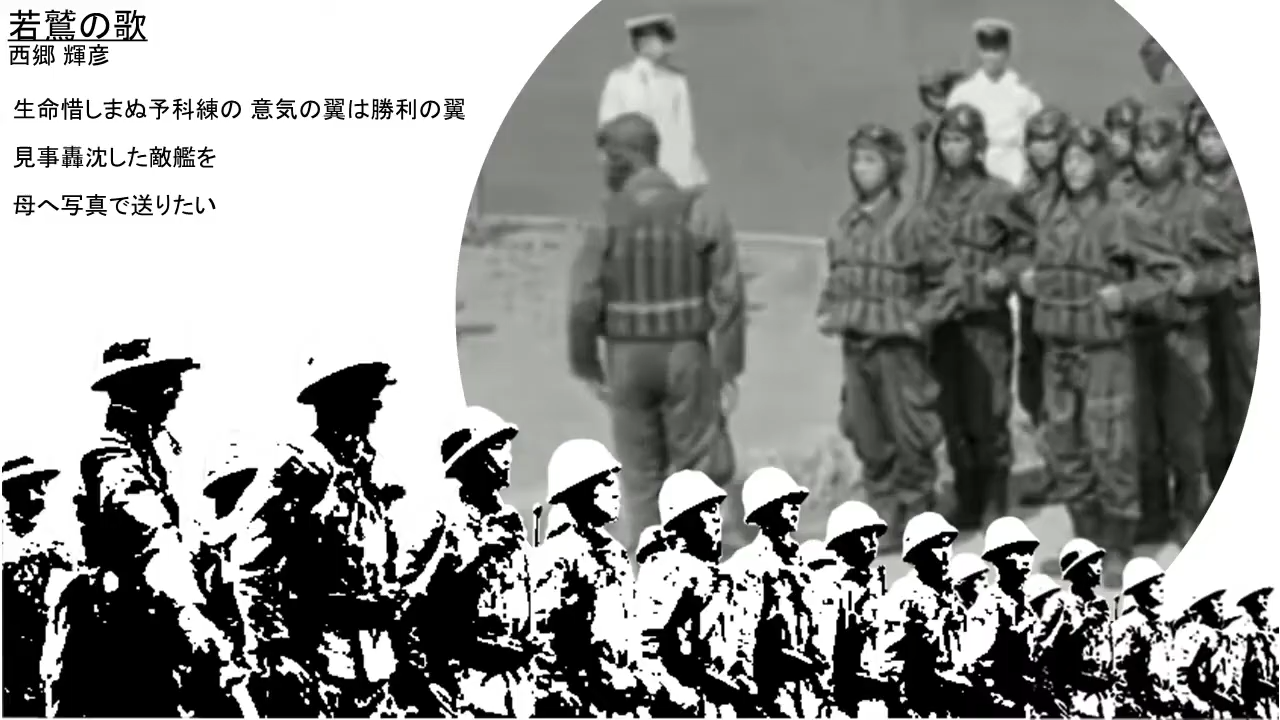 若鷲の歌
西郷 輝彦
生命惜しまぬ予科練の 意気の翼は勝利の翼
見事轟沈した敵艦を
母へ写真で送りたい